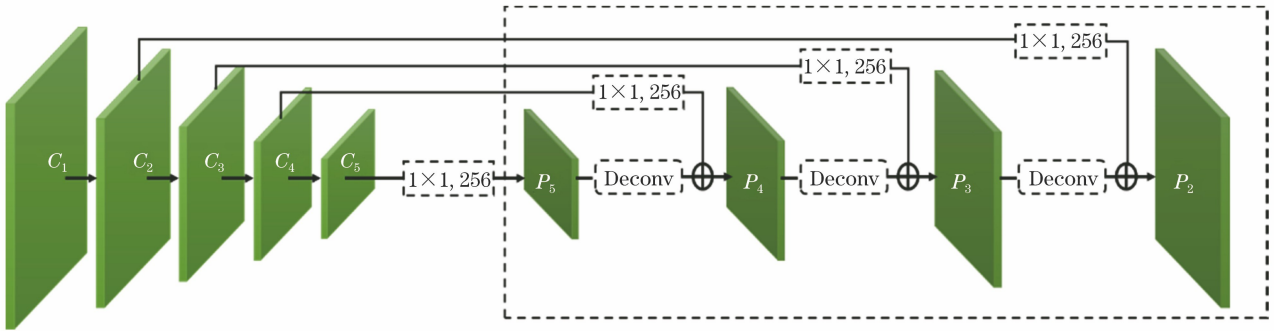 1×1, 256
1×1, 256
1×1, 256
C1
C2
C3
C4
C5
1×1, 256
P5
Deconv
P4
Deconv
P3
Deconv
P2